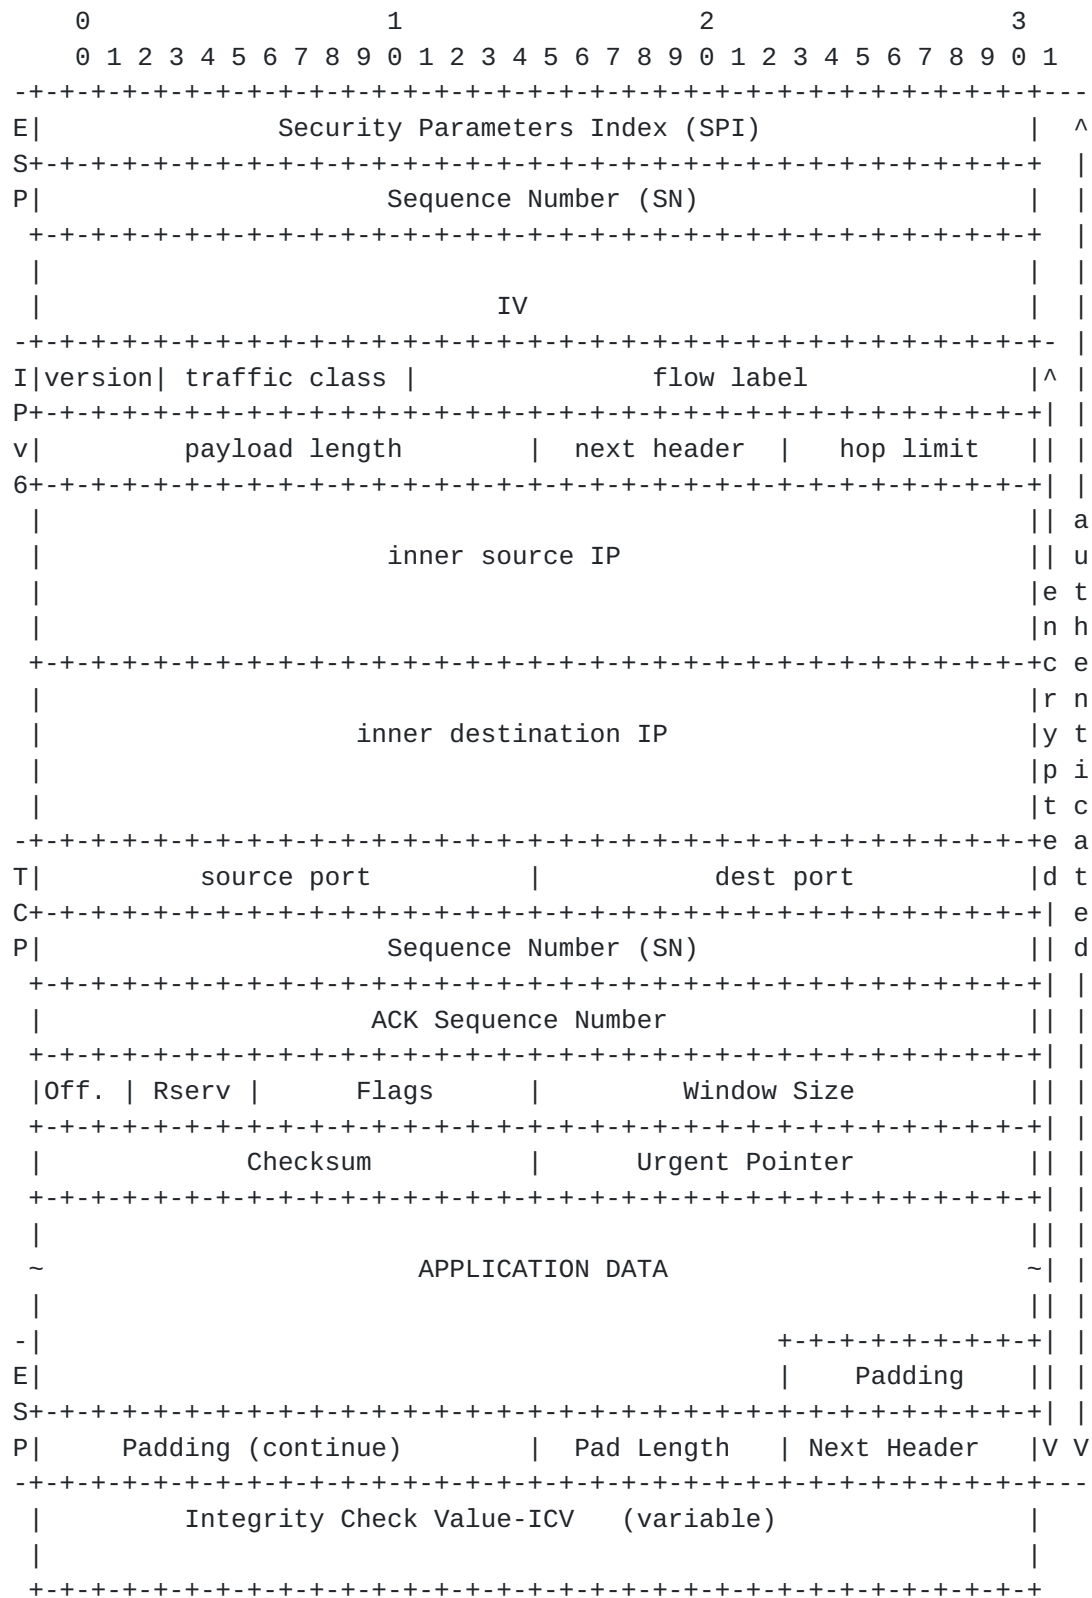 0                   1                   2                   3
    0 1 2 3 4 5 6 7 8 9 0 1 2 3 4 5 6 7 8 9 0 1 2 3 4 5 6 7 8 9 0 1
-+-+-+-+-+-+-+-+-+-+-+-+-+-+-+-+-+-+-+-+-+-+-+-+-+-+-+-+-+-+-+-+-+---
E|               Security Parameters Index (SPI)                 |  ^
S+-+-+-+-+-+-+-+-+-+-+-+-+-+-+-+-+-+-+-+-+-+-+-+-+-+-+-+-+-+-+-+-+  |
P|                      Sequence Number (SN)                     |  |
 +-+-+-+-+-+-+-+-+-+-+-+-+-+-+-+-+-+-+-+-+-+-+-+-+-+-+-+-+-+-+-+-+  |
 |                                                               |  |
 |                             IV                                |  |
-+-+-+-+-+-+-+-+-+-+-+-+-+-+-+-+-+-+-+-+-+-+-+-+-+-+-+-+-+-+-+-+-+- |
I|version| traffic class |               flow label              |^ |
P+-+-+-+-+-+-+-+-+-+-+-+-+-+-+-+-+-+-+-+-+-+-+-+-+-+-+-+-+-+-+-+-+| |
v|         payload length        |  next header  |   hop limit   || |
6+-+-+-+-+-+-+-+-+-+-+-+-+-+-+-+-+-+-+-+-+-+-+-+-+-+-+-+-+-+-+-+-+| |
 |                                                               || a
 |                      inner source IP                          || u
 |                                                               |e t
 |                                                               |n h
 +-+-+-+-+-+-+-+-+-+-+-+-+-+-+-+-+-+-+-+-+-+-+-+-+-+-+-+-+-+-+-+-+c e
 |                                                               |r n
 |                    inner destination IP                       |y t
 |                                                               |p i
 |                                                               |t c
-+-+-+-+-+-+-+-+-+-+-+-+-+-+-+-+-+-+-+-+-+-+-+-+-+-+-+-+-+-+-+-+-+e a
T|          source port          |           dest port           |d t
C+-+-+-+-+-+-+-+-+-+-+-+-+-+-+-+-+-+-+-+-+-+-+-+-+-+-+-+-+-+-+-+-+| e
P|                      Sequence Number (SN)                     || d
 +-+-+-+-+-+-+-+-+-+-+-+-+-+-+-+-+-+-+-+-+-+-+-+-+-+-+-+-+-+-+-+-+| |
 |                     ACK Sequence Number                       || |
 +-+-+-+-+-+-+-+-+-+-+-+-+-+-+-+-+-+-+-+-+-+-+-+-+-+-+-+-+-+-+-+-+| |
 |Off. | Rserv |      Flags      |         Window Size           || |
 +-+-+-+-+-+-+-+-+-+-+-+-+-+-+-+-+-+-+-+-+-+-+-+-+-+-+-+-+-+-+-+-+| |
 |             Checksum          |      Urgent Pointer           || |
 +-+-+-+-+-+-+-+-+-+-+-+-+-+-+-+-+-+-+-+-+-+-+-+-+-+-+-+-+-+-+-+-+| |
 |                                                               || |
 ~                        APPLICATION DATA                       ~| |
 |                                                               || |
-|                                               +-+-+-+-+-+-+-+-+| |
E|                                               |    Padding    || |
S+-+-+-+-+-+-+-+-+-+-+-+-+-+-+-+-+-+-+-+-+-+-+-+-+-+-+-+-+-+-+-+-+| |
P|     Padding (continue)        |  Pad Length   | Next Header   |V V
-+-+-+-+-+-+-+-+-+-+-+-+-+-+-+-+-+-+-+-+-+-+-+-+-+-+-+-+-+-+-+-+-+---
 |         Integrity Check Value-ICV   (variable)                |
 |                                                               |
 +-+-+-+-+-+-+-+-+-+-+-+-+-+-+-+-+-+-+-+-+-+-+-+-+-+-+-+-+-+-+-+-+